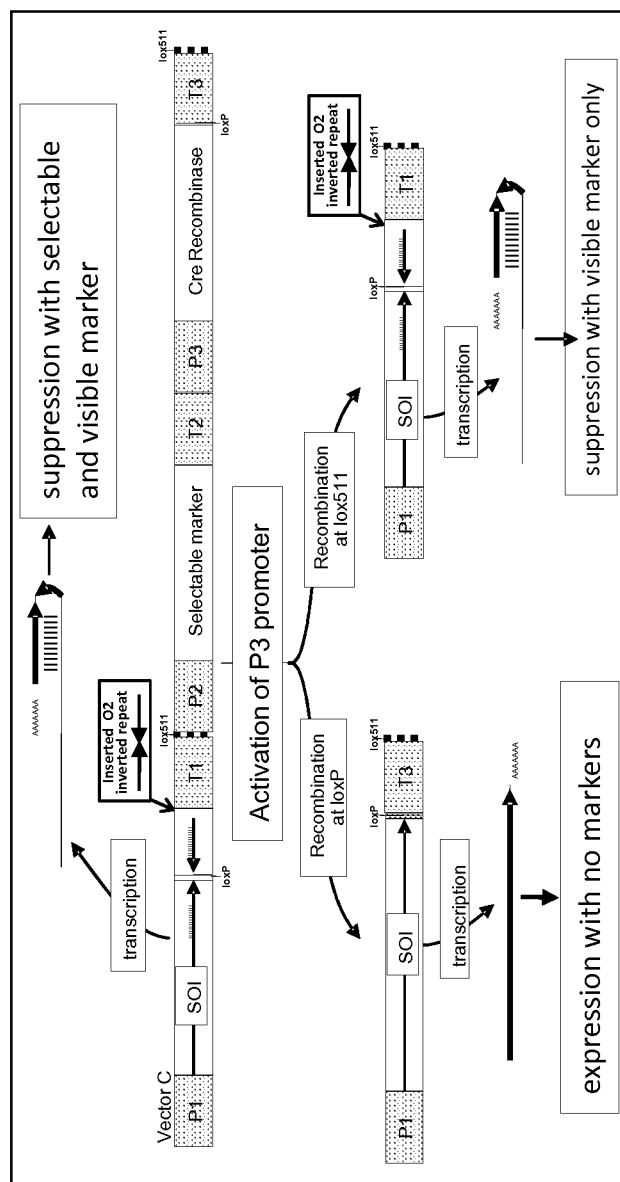 suppression with selectable
and visible marker
AAAAAAA
transcription
Inserted O2
inverted repeat
Vector C
P1
SOI
loxP
T1
lox511
P2
Selectable marker
T2
P3
Cre Recombinase
loxP
T3
lox511
Activation of P3 promoter
Recombination
at loxP
Recombination
at lox511
P1
SOI
loxP
T3
lox511
transcription
AAAAAAA
expression with no markers
Inserted O2
inverted repeat
P1
SOI
loxP
T1
lox511
transcription
AAAAAAA
suppression with visible marker only